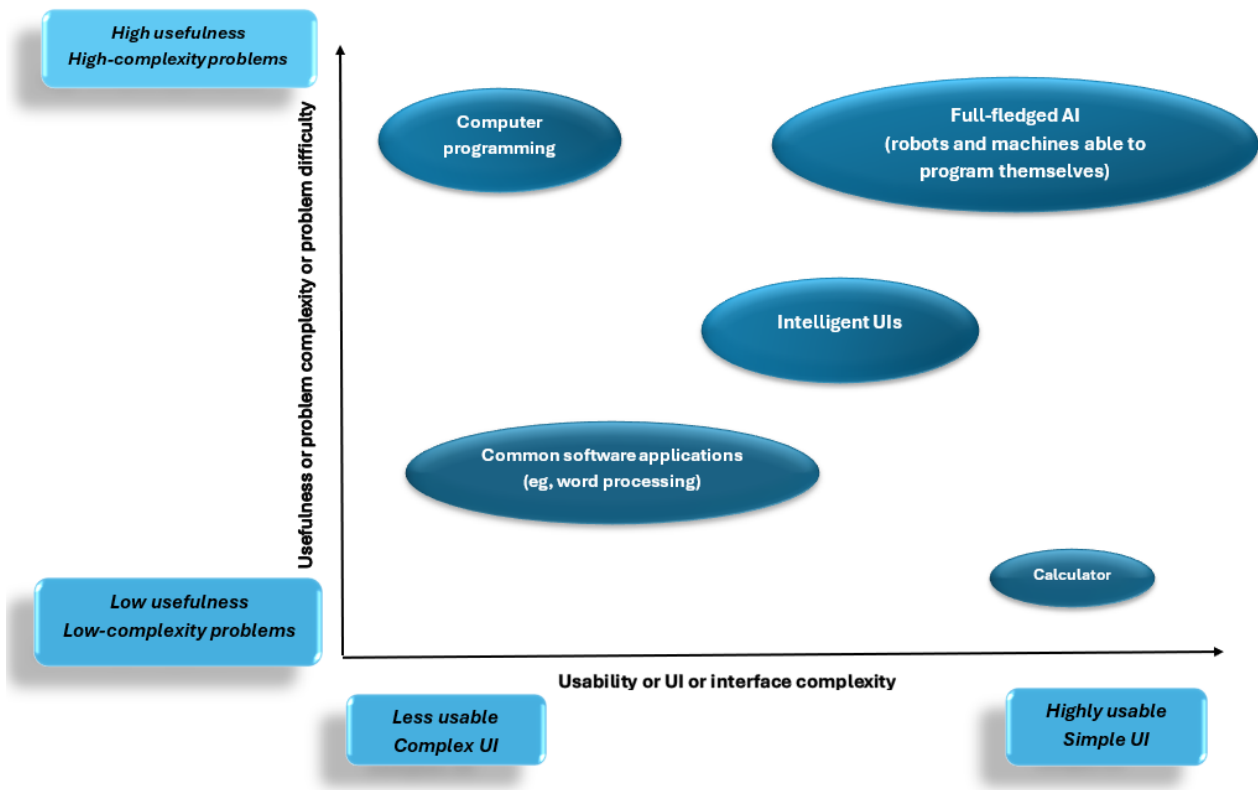 High usefulness
High-complexity problems
Usefulness or problem complexity or problem difficulty
Computer
programming
Full-fledged AI
(robots and machines able to
program themselves)
Intelligent UIs
Common software applications
(eg, word processing)
Calculator
Low usefulness
Low-complexity problems
Usability or UI or interface complexity
Less usable
Complex UI
Highly usable
Simple UI